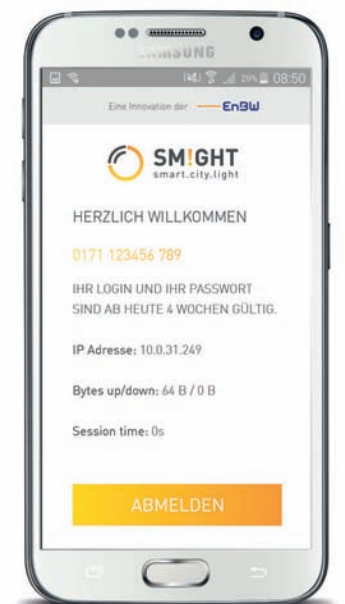 SAMSUNG
29% 08:50
Eine Innovation der EnBW
SM!GHT
smart.city.light
HERZLICH WILLKOMMEN
0171 123456 789
IHR LOGIN UND IHR PASSWORT
SIND AB HEUTE 4 WOCHEN GÜLTIG.
IP Adresse: 10.0.31.249
Bytes up/down: 64 B / 0 B
Session time: 0s
ABMELDEN